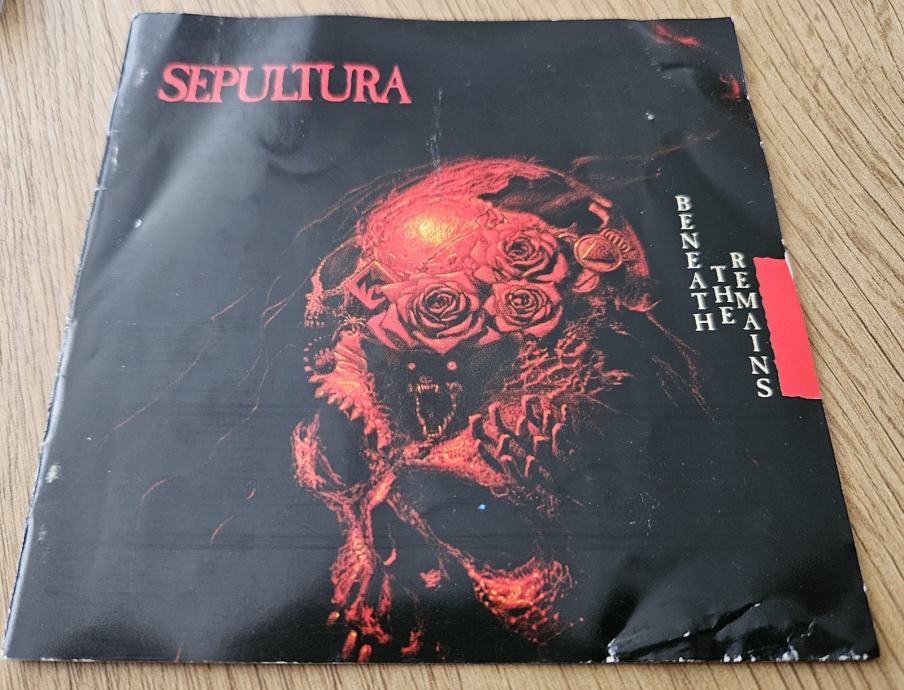 SEPULTURA
BENEATH
THE
REMAINS